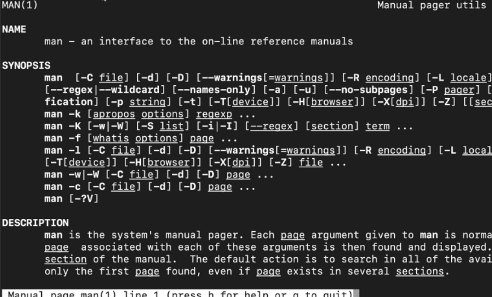 MAN(1) Manual pager utils
NAME
man - an interface to the on-line reference manuals
SYNOPSIS
man [-C file] [-d] [-D] [--warnings[=warnings]] [-R encoding] [-L locale]
[--regex|--wildcard] [--names-only] [-a] [-u] [--no-subpages] [-P pager] [
fication] [-p string] [-t] [-T[device]] [-H[browser]] [-X[dpi]] [-Z] [[sec
man -k [apropos options] regexp ...
man -K [-w|-W] [-S list] [-i|-I] [--regex] [section] term ...
man -f [whatis options] page ...
man -l [-C file] [-d] [-D] [--warnings[=warnings]] [-R encoding] [-L local
[-T[device]] [-H[browser]] [-X[dpi]] [-Z] file ...
man -w|-W [-C file] [-d] [-D] page ...
man -c [-C file] [-d] [-D] page ...
man [-?V]
DESCRIPTION
man is the system's manual pager. Each page argument given to man is norma
page associated with each of these arguments is then found and displayed.
section of the manual. The default action is to search in all of the avai
only the first page found, even if page exists in several sections.
Manual page man(1) line 1 (press h for help or q to quit)